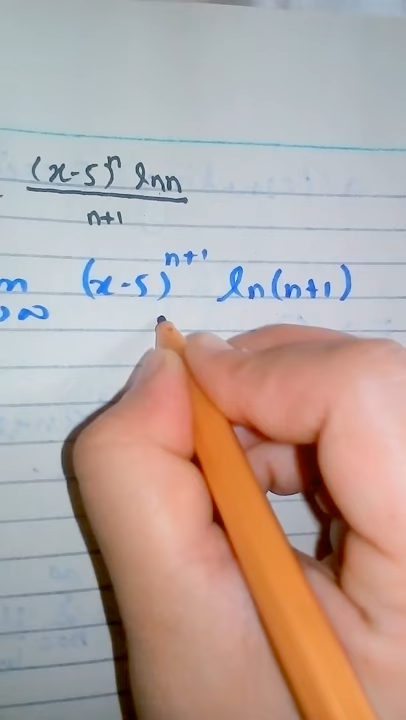 (x-5)ⁿ lnn
n+1
(x-5)ⁿ⁺¹ ln(n+1)
∞